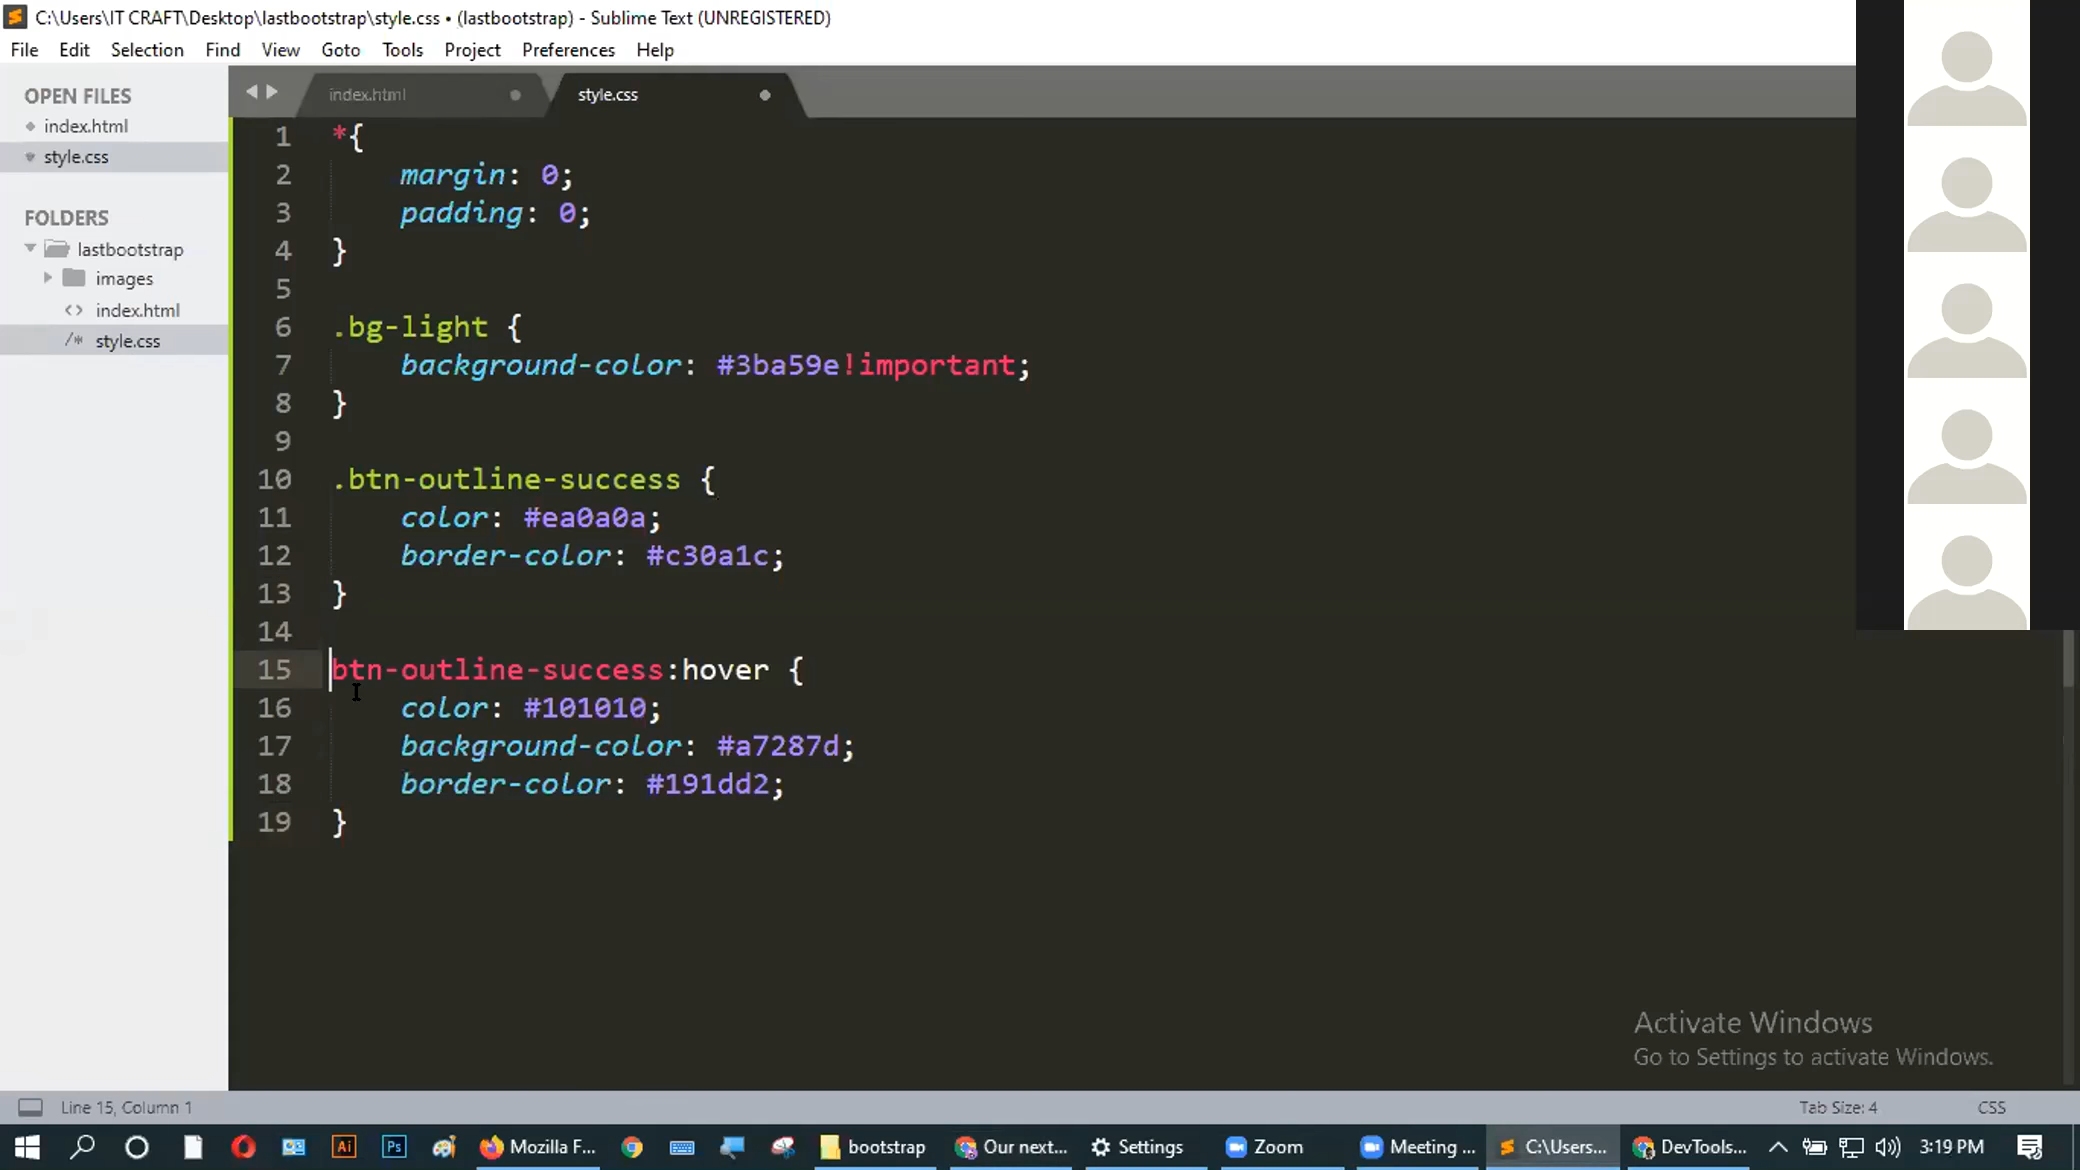 C:\Users\IT CRAFT\Desktop\lastbootstrap\style.css • (lastbootstrap) - Sublime Text (UNREGISTERED)
File Edit Selection Find View Goto Tools Project Preferences Help
OPEN FILES
index.html
style.css
FOLDERS
lastbootstrap
images
index.html
/* style.css
index.html
style.css
1 *{
2 margin: 0;
3 padding: 0;
4 }
5
6 .bg-light {
7 background-color: #3ba59e!important;
8 }
9
10 .btn-outline-success {
11 color: #ea0a0a;
12 border-color: #c30a1c;
13 }
14
15 btn-outline-success:hover {
16 color: #101010;
17 background-color: #a7287d;
18 border-color: #191dd2;
19 }
Activate Windows
Go to Settings to activate Windows.
Line 15, Column 1
Tab Size: 4
CSS
Ai
Ps
Mozilla F...
bootstrap
Our next...
Settings
Zoom
Meeting ...
C:\Users...
DevTools...
3:19 PM